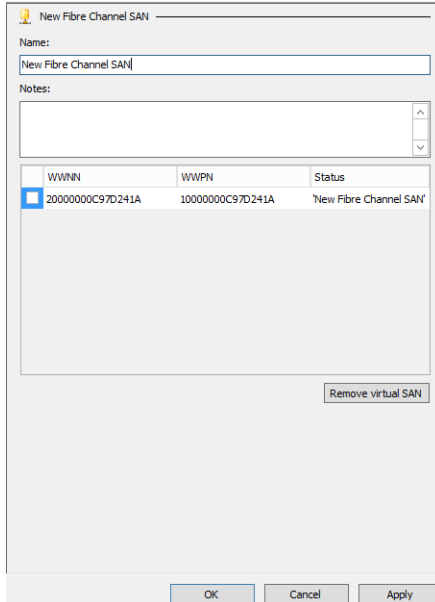 New Fibre Channel SAN
Name:
New Fibre Channel SAN
Notes:
WWNN WWPN Status
20000000C97D241A 10000000C97D241A 'New Fibre Channel SAN'
Remove virtual SAN
OK Cancel Apply